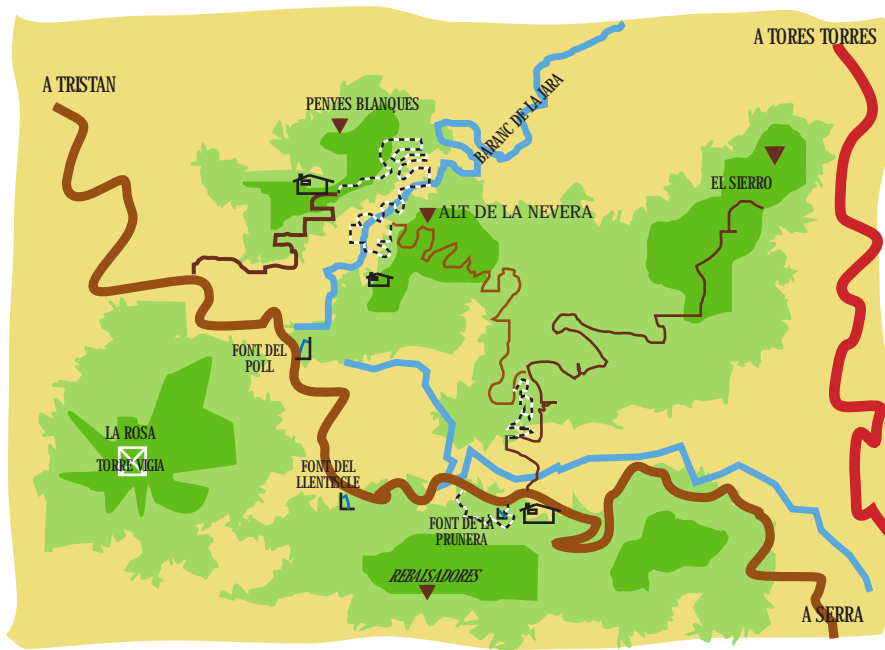 A TORES TORRES
A TRISTAN
PENYES BLANQUES
BARANC DE LA JARA
EL SIERRO
ALT DE LA NEVERA
FONT DEL
POLL
LA ROSA
TORRE VIGIA
FONT DEL
LLENTISCLE
FONT DE LA
PRUNERA
REBALSADORES
A SERRA